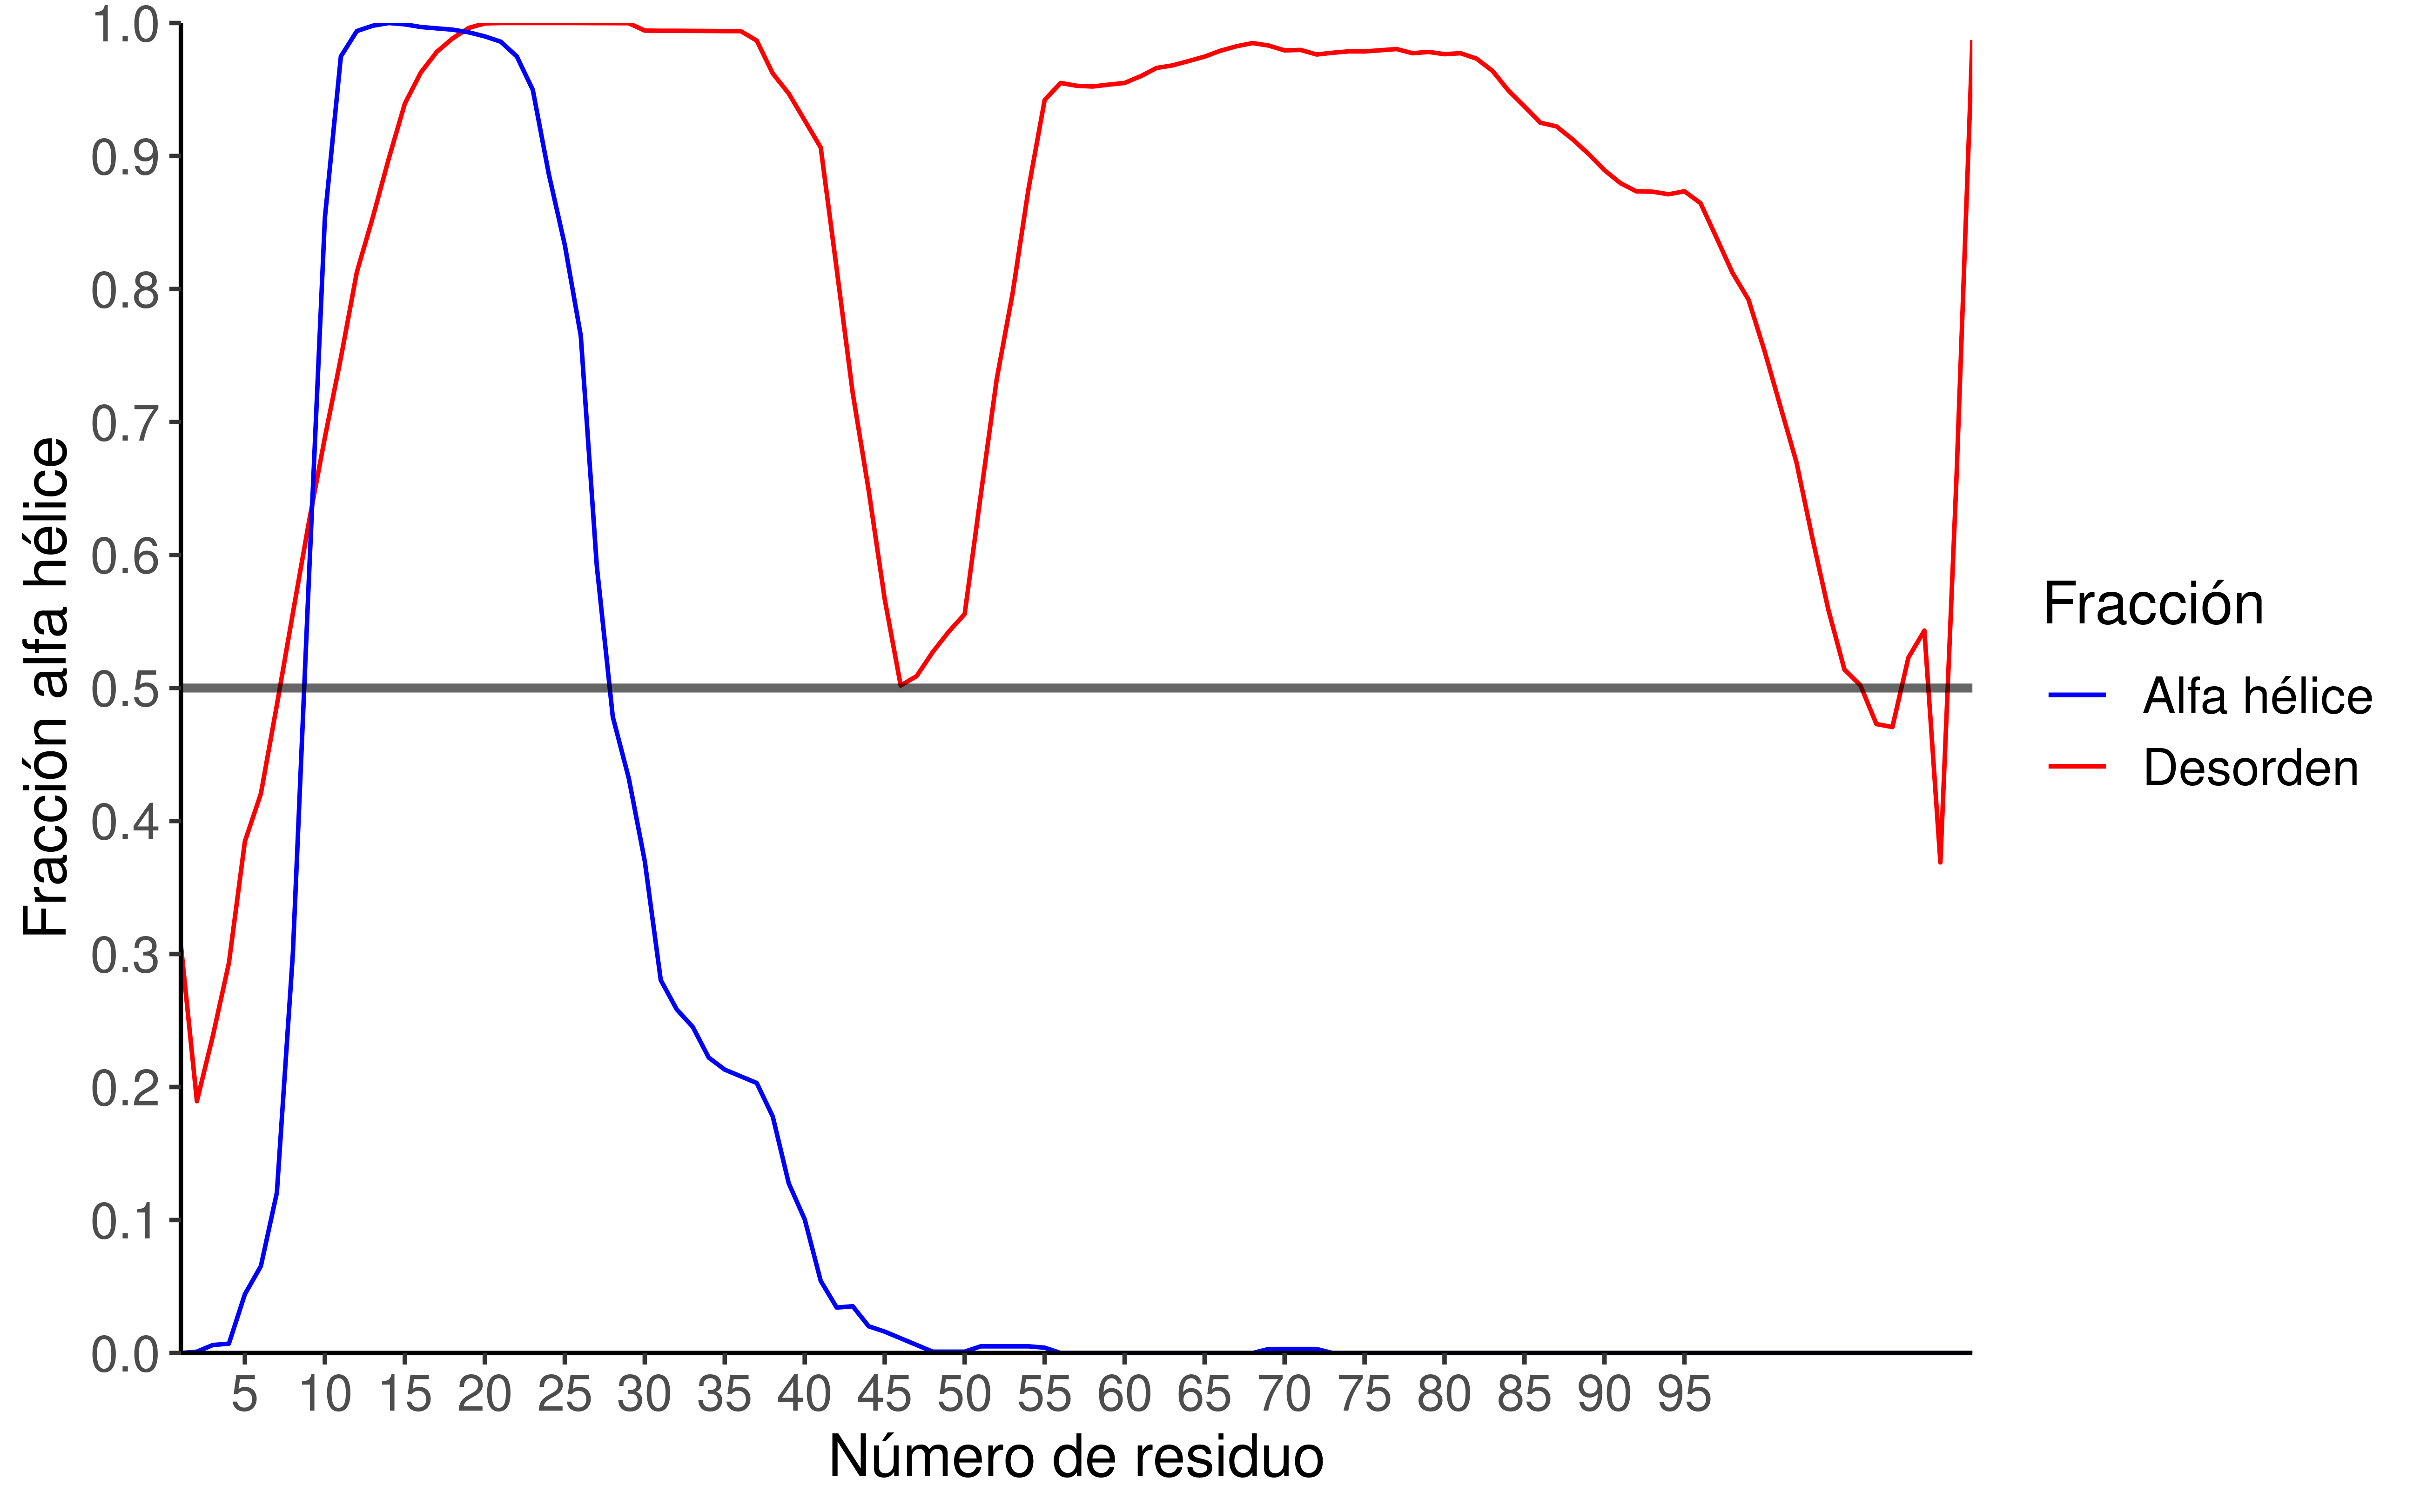 Fracción alfa hélice
1.0
0.9
0.8
0.7
0.6
0.5
0.4
0.3
0.2
0.1
0.0
5 10 15 20 25 30 35 40 45 50 55 60 65 70 75 80 85 90 95
Número de residuo
Fracción
Alfa hélice
Desorden